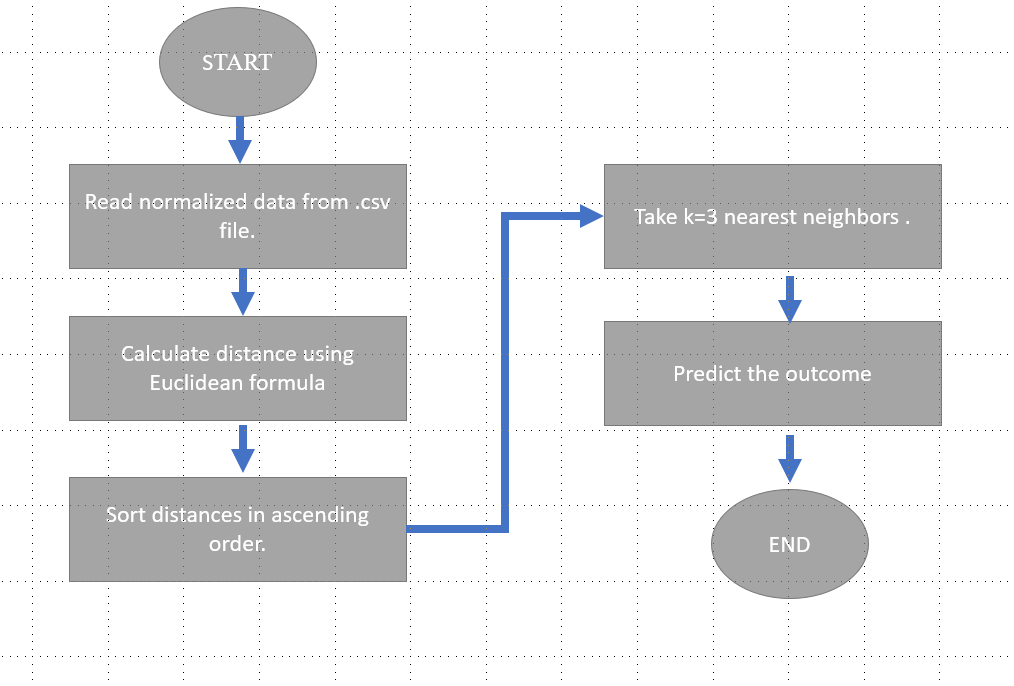 START
Read normalized data from .csv
file.
Calculate distance using
Euclidean formula
Sort distances in ascending
order.
Take k=3 nearest neighbors .
Predict the outcome
END